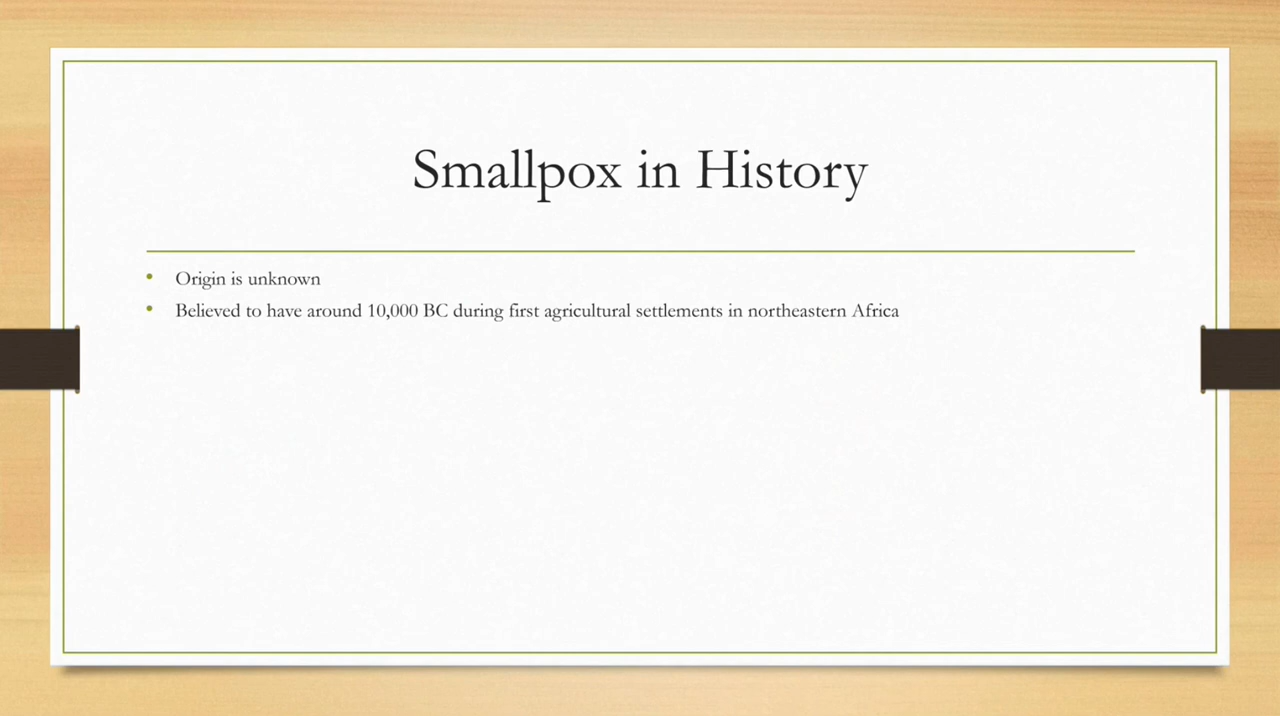 Smallpox in History
• Origin is unknown
• Believed to have around 10,000 BC during first agricultural settlements in northeastern Africa